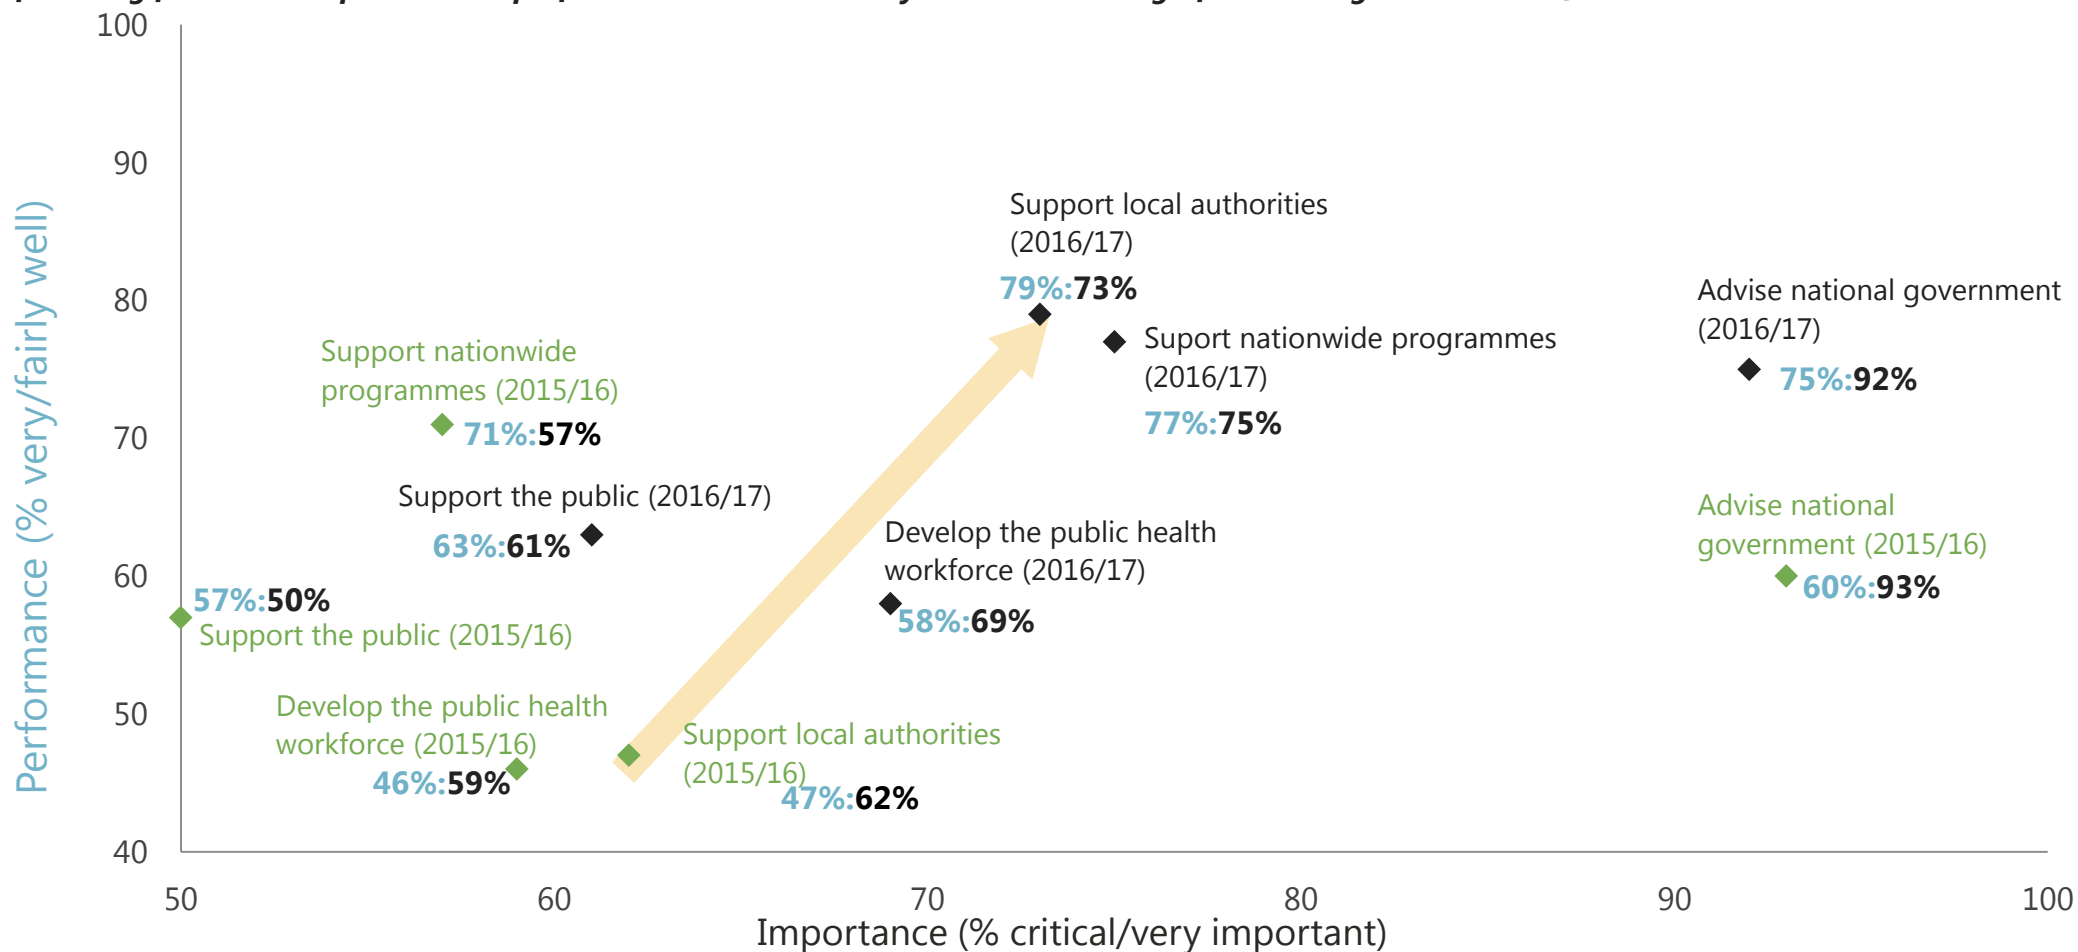 100
90
80
70
60
50
40
Performance (% very/fairly well)
Support local authorities
(2016/17)
79%:73%
Suport nationwide programmes
(2016/17)
77%:75%
Advise national government
(2016/17)
75%:92%
Support nationwide
programmes (2015/16)
71%:57%
Support the public (2016/17)
63%:61%
Develop the public health
workforce (2016/17)
58%:69%
Advise national
government (2015/16)
60%:93%
57%:50%
Support the public (2015/16)
Develop the public health
workforce (2015/16)
46%:59%
Support local authorities
(2015/16)
47%:62%
50 60 70 80 90 100
Importance (% critical/very important)